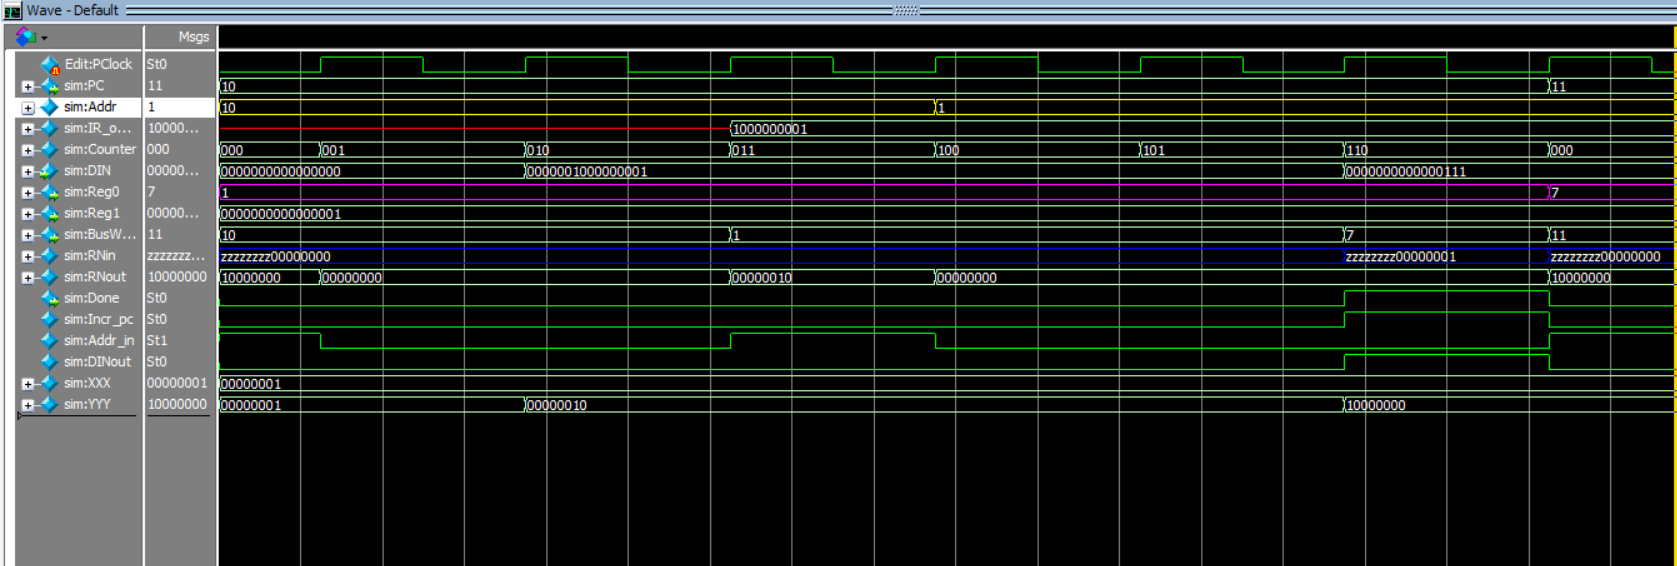 Wave - Default
Msgs
Edit:PClock St0
sim:PC 11 10 11
sim:Addr 1 10 1
sim:IR_o... 10000... 1000000001
sim:Counter 000 000 001 010 011 100 101 110 000
sim:DIN 00000... 0000000000000000 0000001000000001 0000000000000111
sim:Reg0 7 1 7
sim:Reg1 00000... 0000000000000001
sim:BusW... 11 10 1 7 11
sim:RNin zzzzzzz... zzzzzzzz00000000 zzzzzzzz00000001 zzzzzzzz00000000
sim:RNout 10000000 10000000 00000000 00000010 00000000 10000000
sim:Done St0
sim:Incr_pc St0
sim:Addr_in St1
sim:DINout St0
sim:XXX 00000001 00000001
sim:YYY 10000000 00000001 00000010 10000000